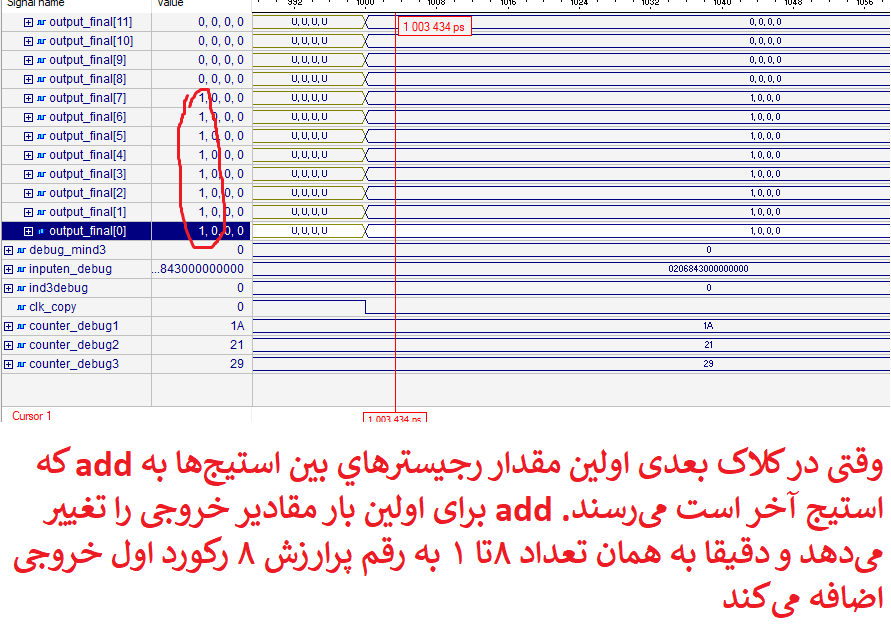 Signal name Value 992 1000 1008 1016 1024 1032 1040 1048 1056
output_final[11] 0, 0, 0, 0 U, U, U, U 0, 0, 0, 0
1 003 434 ps
output_final[10] 0, 0, 0, 0 U, U, U, U 0, 0, 0, 0
output_final[9] 0, 0, 0, 0 U, U, U, U 0, 0, 0, 0
output_final[8] 0, 0, 0, 0 U, U, U, U 0, 0, 0, 0
output_final[7] 1, 0, 0, 0 U, U, U, U 1, 0, 0, 0
output_final[6] 1, 0, 0, 0 U, U, U, U 1, 0, 0, 0
output_final[5] 1, 0, 0, 0 U, U, U, U 1, 0, 0, 0
output_final[4] 1, 0, 0, 0 U, U, U, U 1, 0, 0, 0
output_final[3] 1, 0, 0, 0 U, U, U, U 1, 0, 0, 0
output_final[2] 1, 0, 0, 0 U, U, U, U 1, 0, 0, 0
output_final[1] 1, 0, 0, 0 U, U, U, U 1, 0, 0, 0
output_final[0] 1, 0, 0, 0 U, U, U, U 1, 0, 0, 0
debug_mind3 0 0
inputen_debug ...843000000000 0206843000000000
ind3debug 0 0
clk_copy 0
counter_debug1 1A 1A
counter_debug2 21 21
counter_debug3 29 29
Cursor 1 1 003 434 ps
وقتی در کلاک بعدی اولین مقدار رجیسترهاي بین استیج‌ها به add که
استیج آخر است می‌رسند. add برای اولین بار مقادیر خروجی را تغییر
می‌دهد و دقیقا به همان تعداد ۸تا ۱ به رقم پرارزش ۸ رکورد اول خروجی
اضافه می‌کند